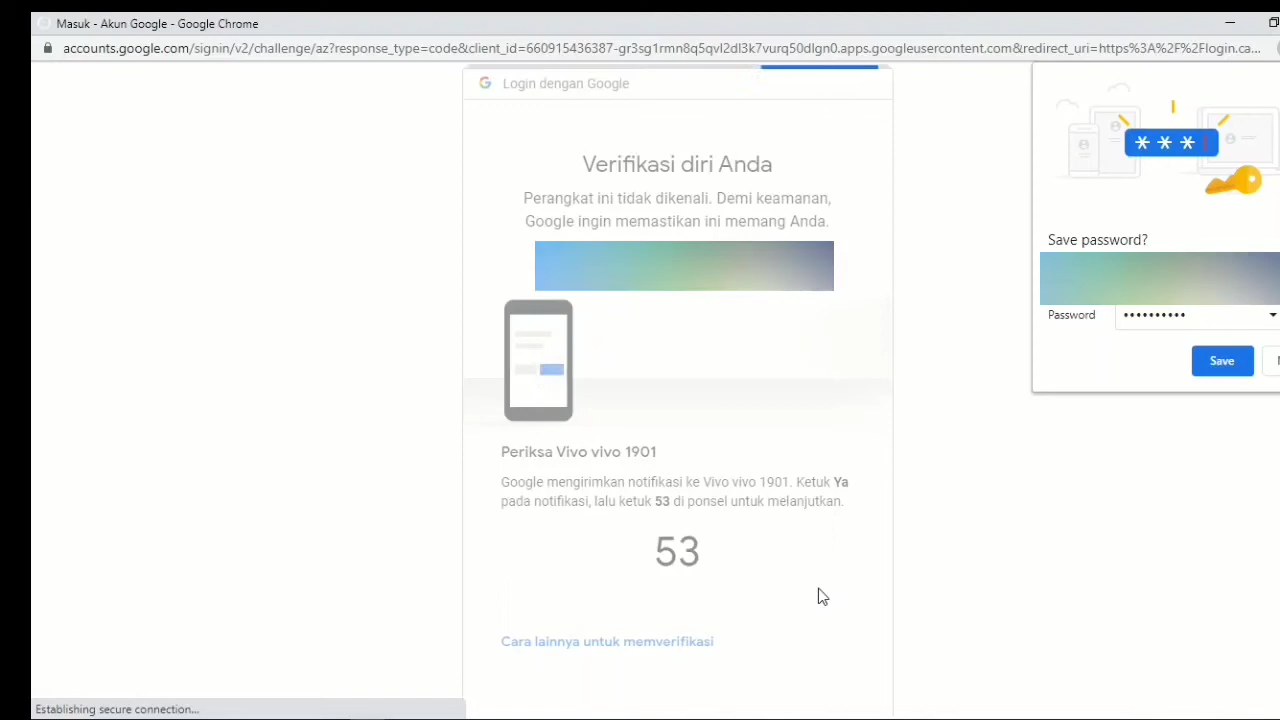 Masuk - Akun Google - Google Chrome
accounts.google.com/signin/v2/challenge/az?response_type=code&client_id=660915436387-gr3sg1rmn8q5qvl2dl3k7vurq50dlgn0.apps.googleusercontent.com&redirect_uri=https%3A%2F%2Flogin.ca...
Login dengan Google
Verifikasi diri Anda
Perangkat ini tidak dikenali. Demi keamanan,
Google ingin memastikan ini memang Anda.
Periksa Vivo vivo 1901
Google mengirimkan notifikasi ke Vivo vivo 1901. Ketuk Ya
pada notifikasi, lalu ketuk 53 di ponsel untuk melanjutkan.
53
Cara lainnya untuk memverifikasi
Save password?
Password ••••••••••
Save
Establishing secure connection...